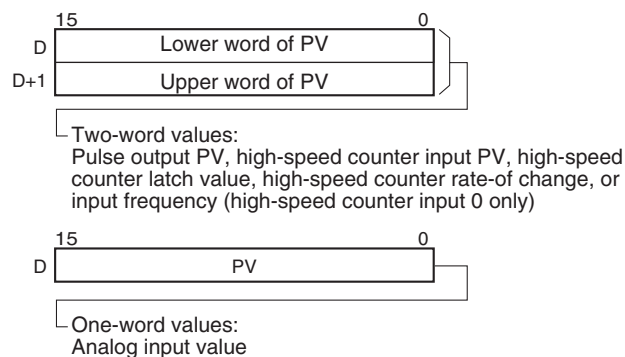 15 0
D Lower word of PV
D+1 Upper word of PV
Two-word values:
Pulse output PV, high-speed counter input PV, high-speed
counter latch value, high-speed counter rate-of change, or
input frequency (high-speed counter input 0 only)
15 0
D PV
One-word values:
Analog input value